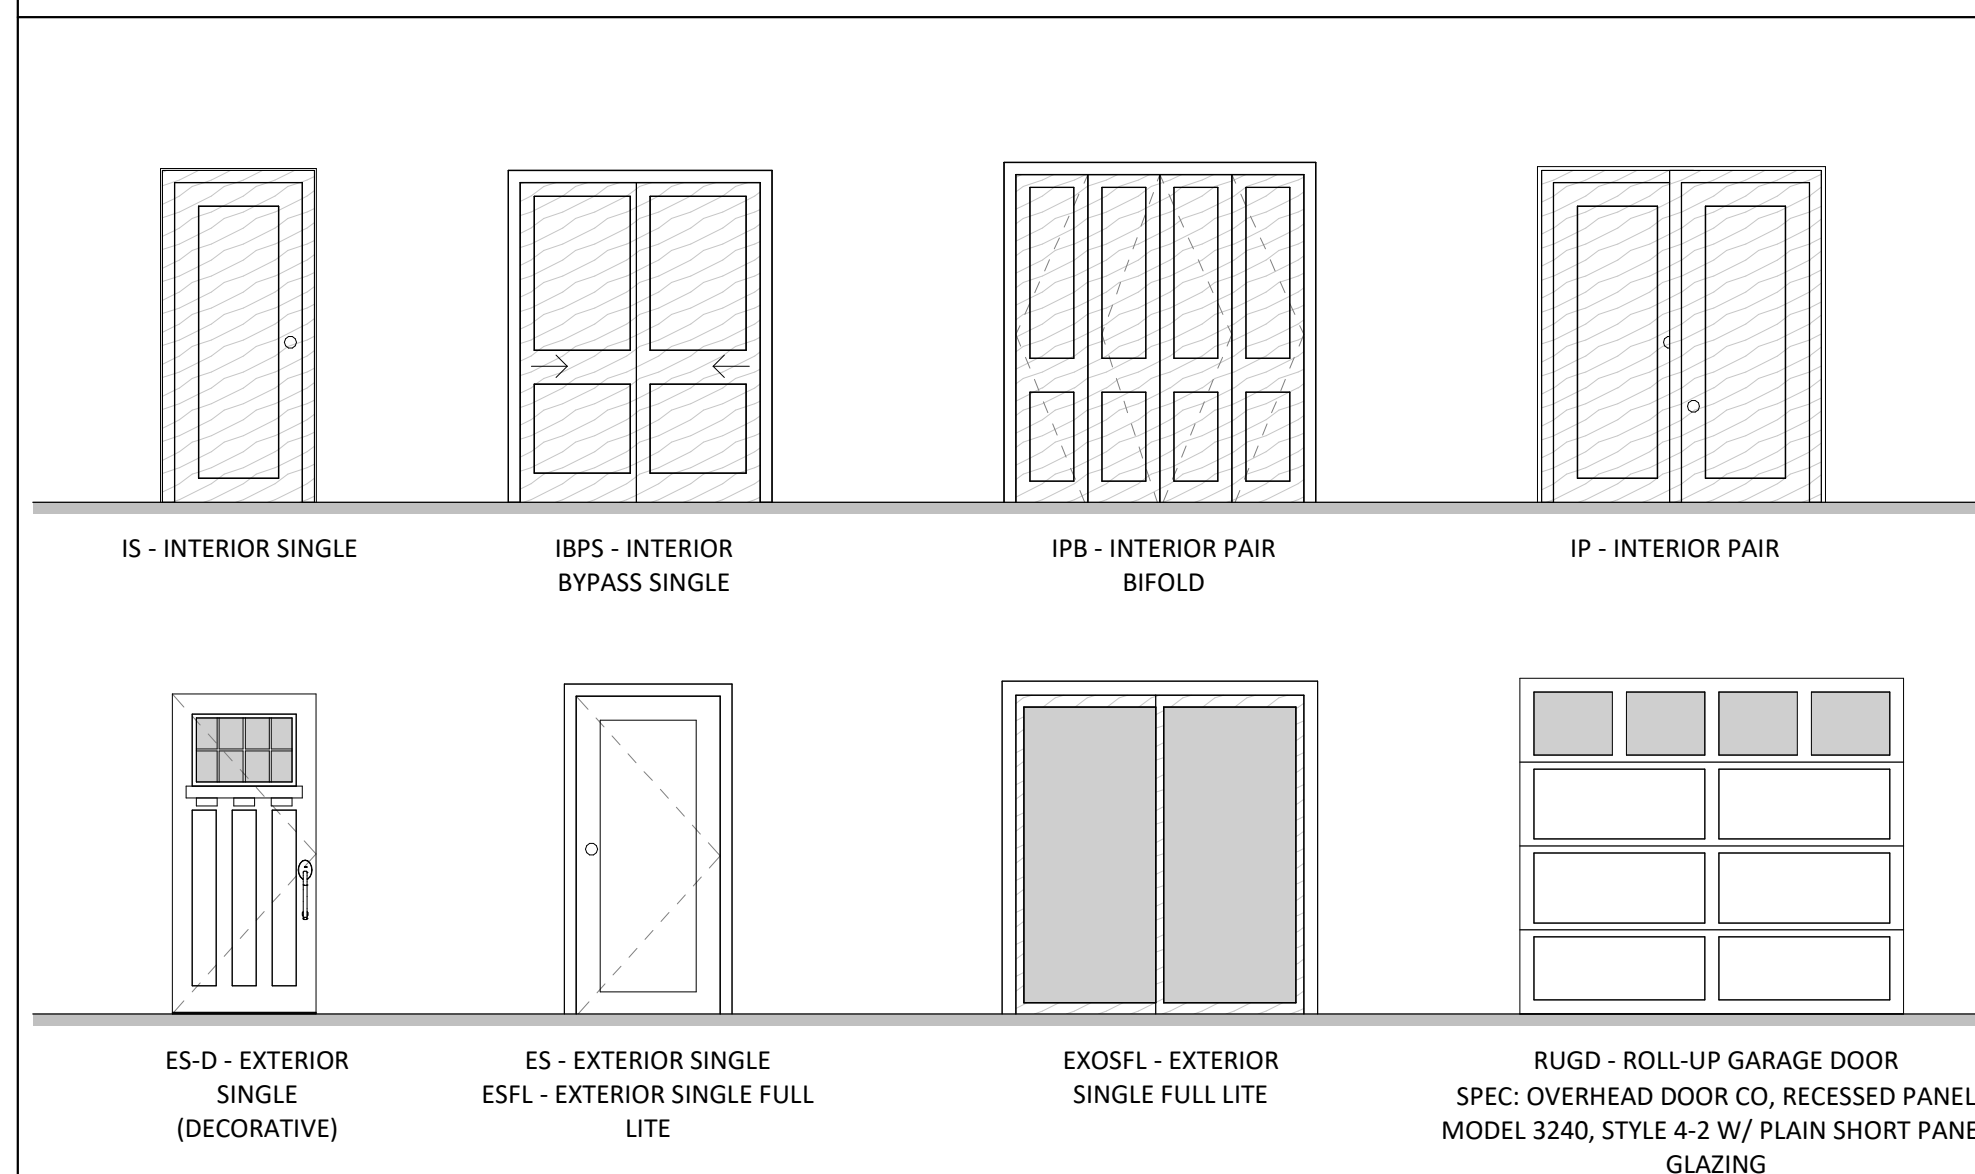 IS - INTERIOR SINGLE
IBPS - INTERIOR
BYPASS SINGLE
IPB - INTERIOR PAIR
BIFOLD
IP - INTERIOR PAIR
ES-D - EXTERIOR
SINGLE
(DECORATIVE)
ES - EXTERIOR SINGLE
ESFL - EXTERIOR SINGLE FULL
LITE
EXOSFL - EXTERIOR
SINGLE FULL LITE
RUGD - ROLL-UP GARAGE DOOR
SPEC: OVERHEAD DOOR CO, RECESSED PANEL
MODEL 3240, STYLE 4-2 W/ PLAIN SHORT
GLAZING